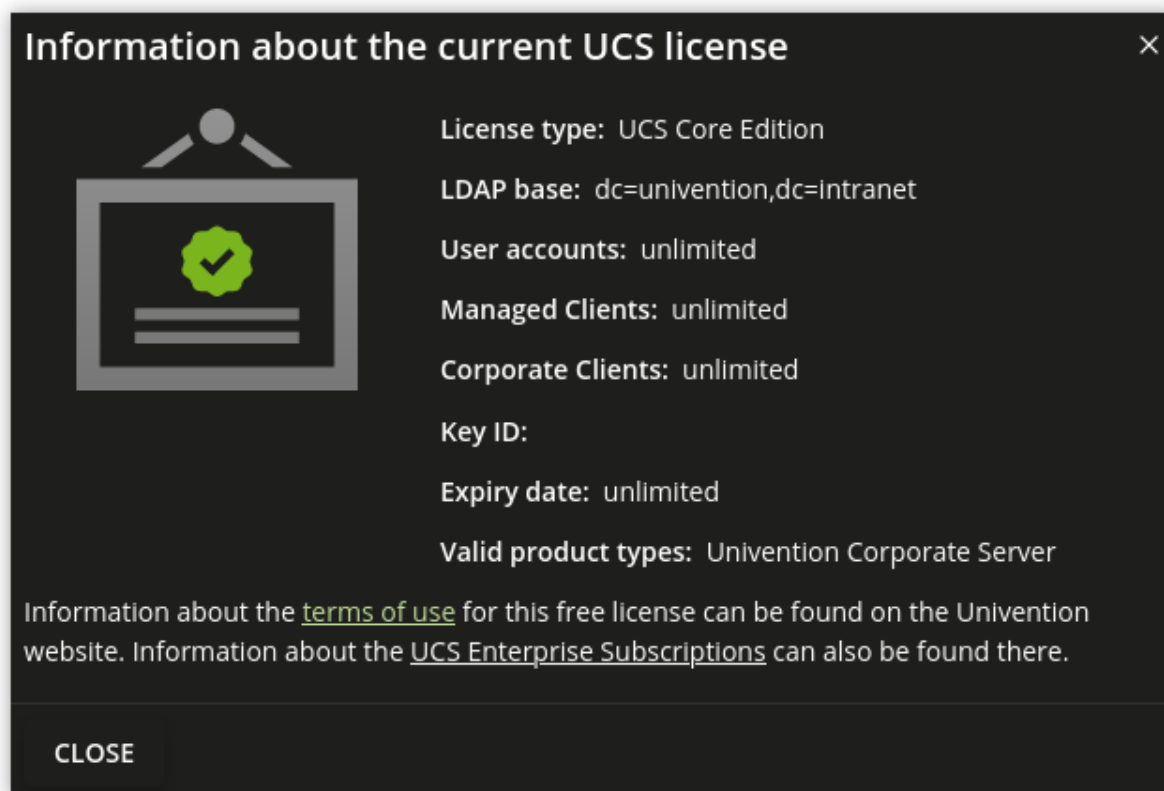 Information about the current UCS license
License type: UCS Core Edition
LDAP base: dc=univention,dc=intranet
User accounts: unlimited
Managed Clients: unlimited
Corporate Clients: unlimited
Key ID:
Expiry date: unlimited
Valid product types: Univention Corporate Server
Information about the terms of use for this free license can be found on the Univention
website. Information about the UCS Enterprise Subscriptions can also be found there.
CLOSE